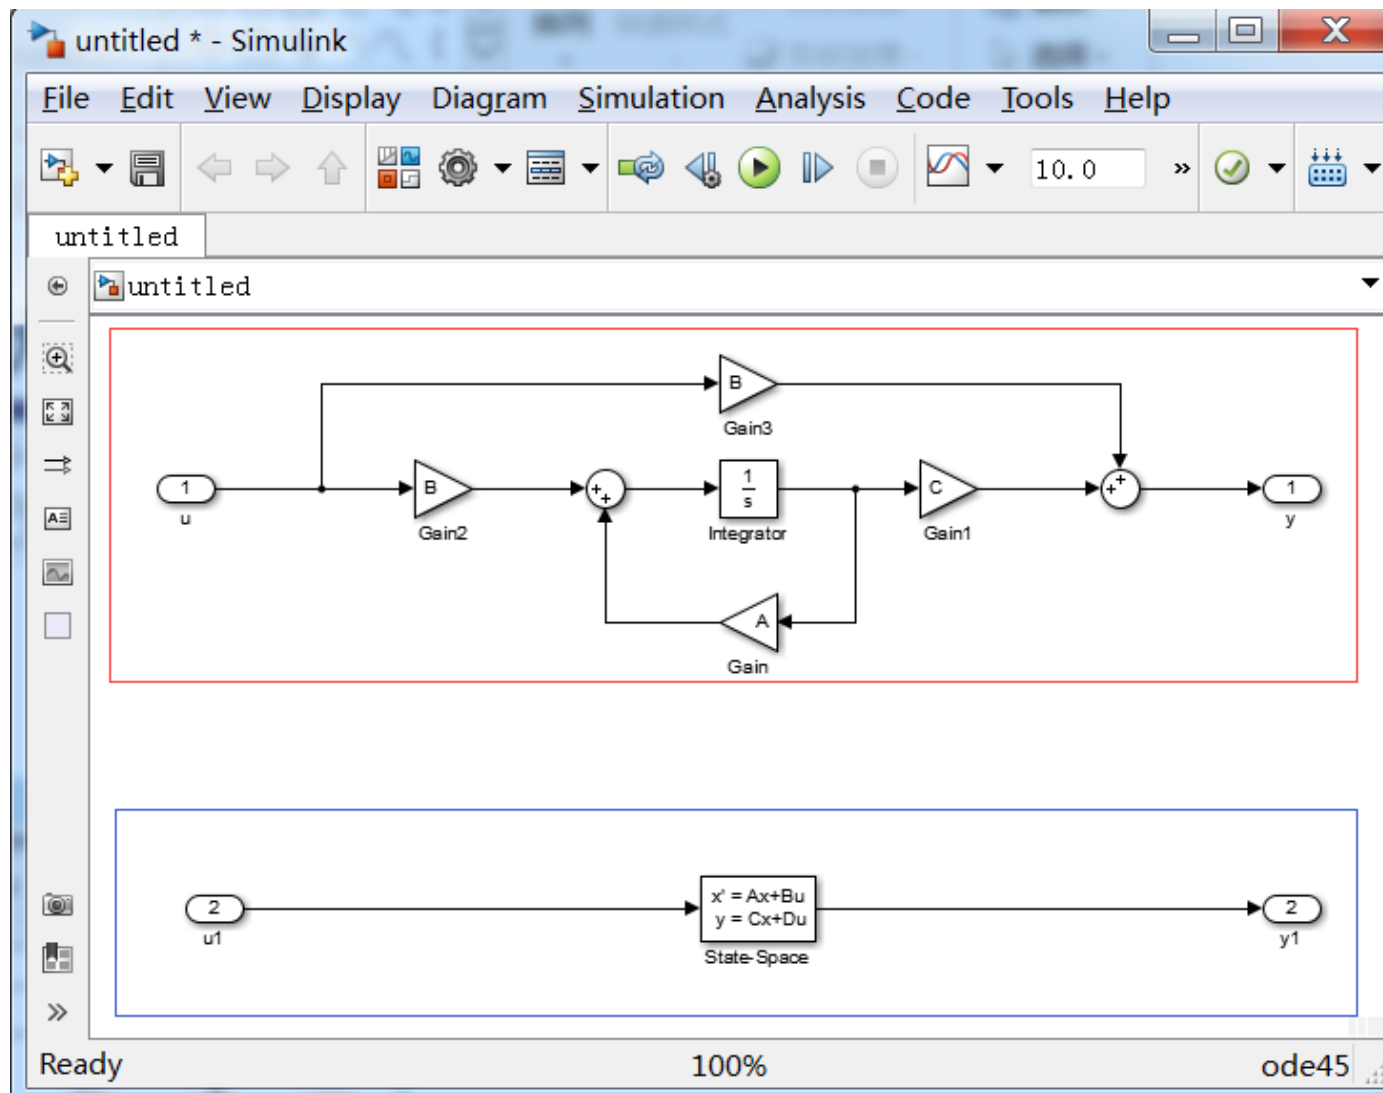 untitled * - Simulink
File Edit View Display Diagram Simulation Analysis Code Tools Help
10.0
untitled
untitled
B
Gain3
1
u
B
Gain2
1
s
Integrator
C
Gain1
1
y
A
Gain
2
u1
x' = Ax+Bu
y = Cx+Du
State-Space
2
y1
Ready 100% ode45